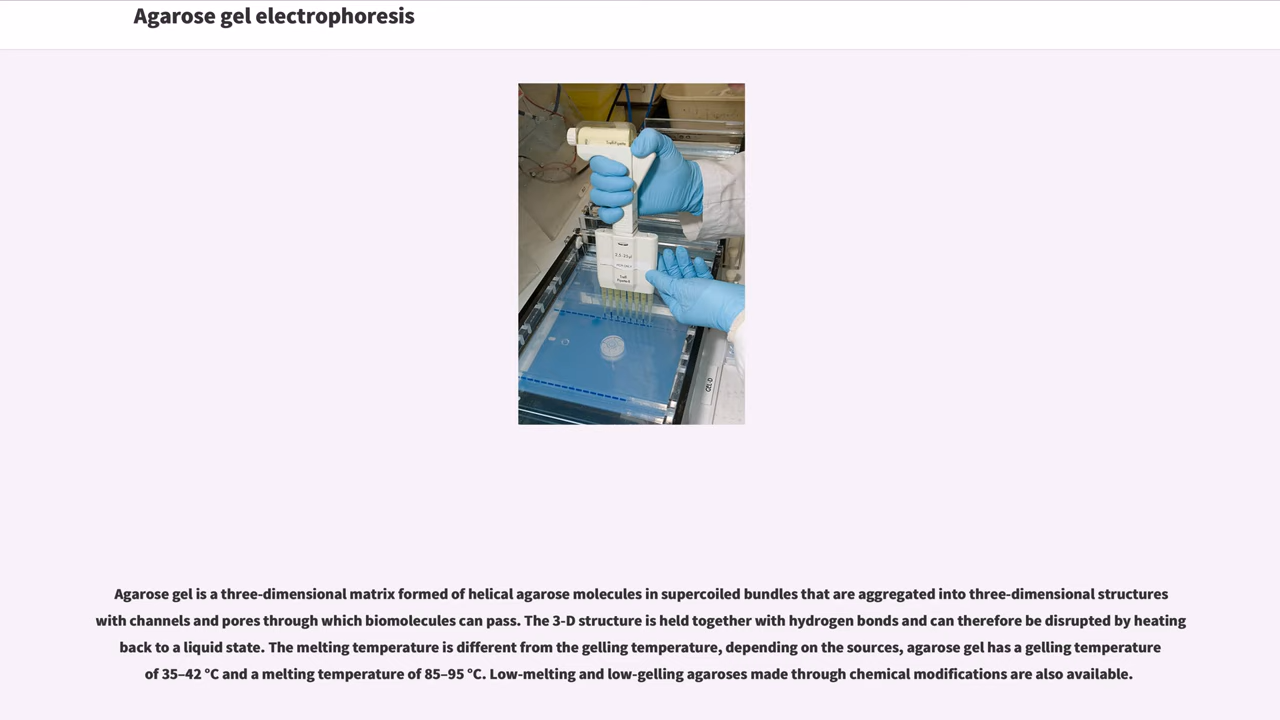 Agarose gel electrophoresis
GEL-D
Agarose gel is a three-dimensional matrix formed of helical agarose molecules in supercoiled bundles that are aggregated into three-dimensional structures
with channels and pores through which biomolecules can pass. The 3-D structure is held together with hydrogen bonds and can therefore be disrupted by heating
back to a liquid state. The melting temperature is different from the gelling temperature, depending on the sources, agarose gel has a gelling temperature
of 35–42 °C and a melting temperature of 85–95 °C. Low-melting and low-gelling agaroses made through chemical modifications are also available.